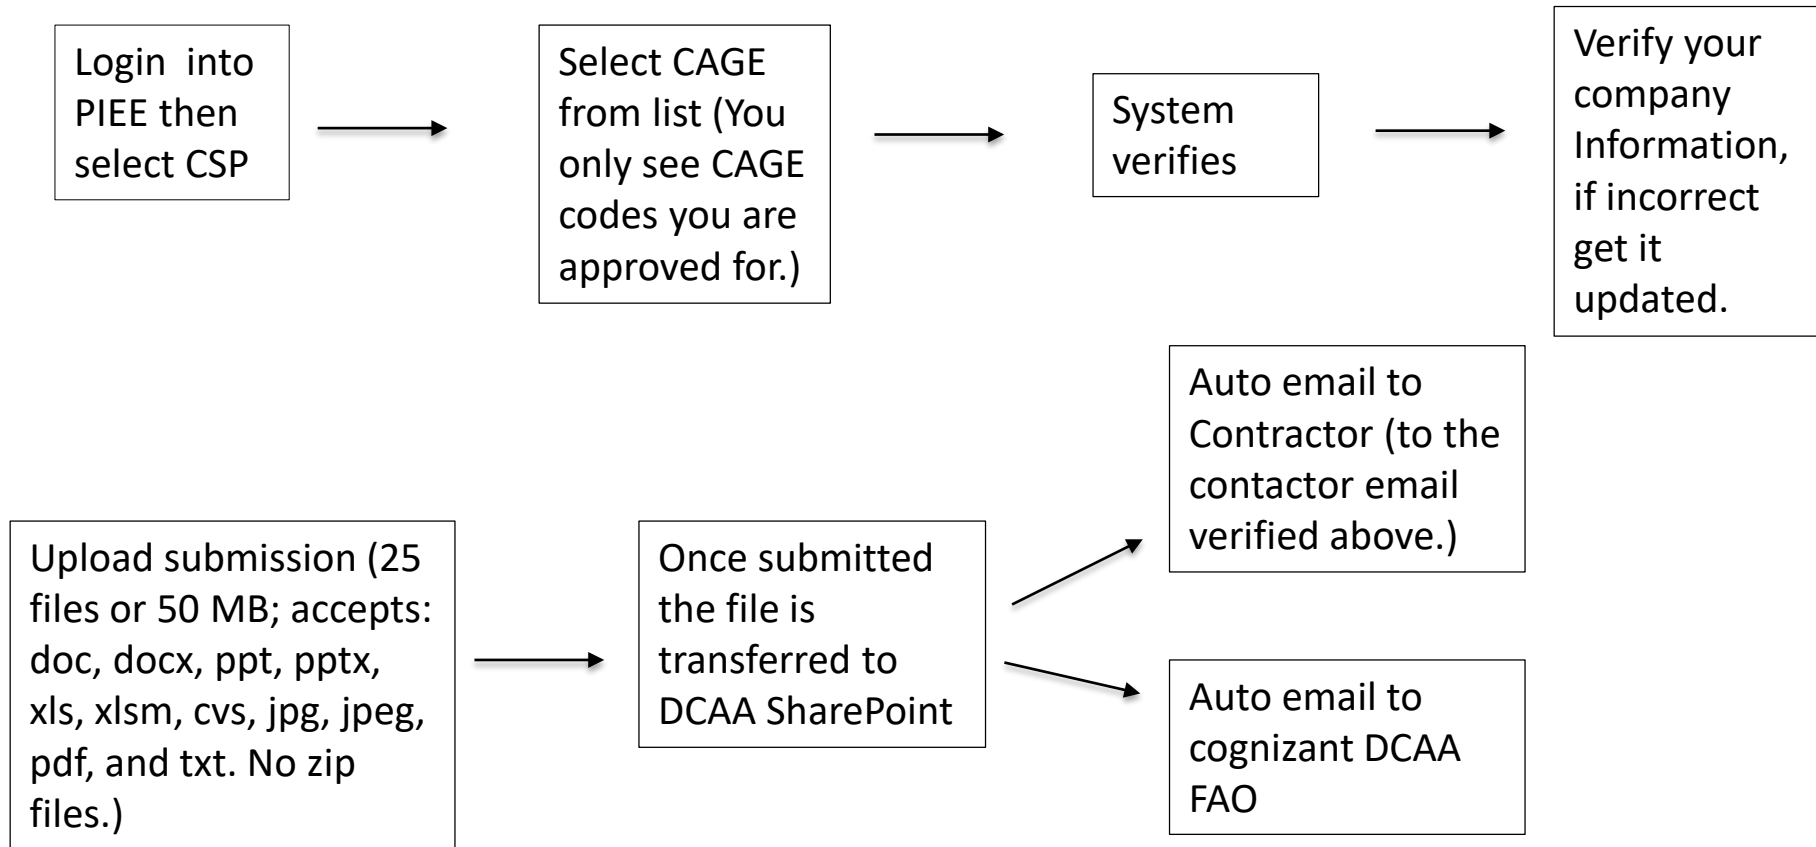 Login  into
PIEE then
select CSP
Select CAGE
from list (You
only see CAGE
codes you are
approved for.)
System
verifies
Verify your
company
Information,
if incorrect
get it
updated.
Upload submission (25
files or 50 MB; accepts:
doc, docx, ppt, pptx,
xls, xlsm, cvs, jpg, jpeg,
pdf, and txt. No zip
files.)
Once submitted
the file is
transferred to
DCAA SharePoint
Auto email to
Contractor (to the
contactor email
verified above.)
Auto email to
cognizant DCAA
FAO